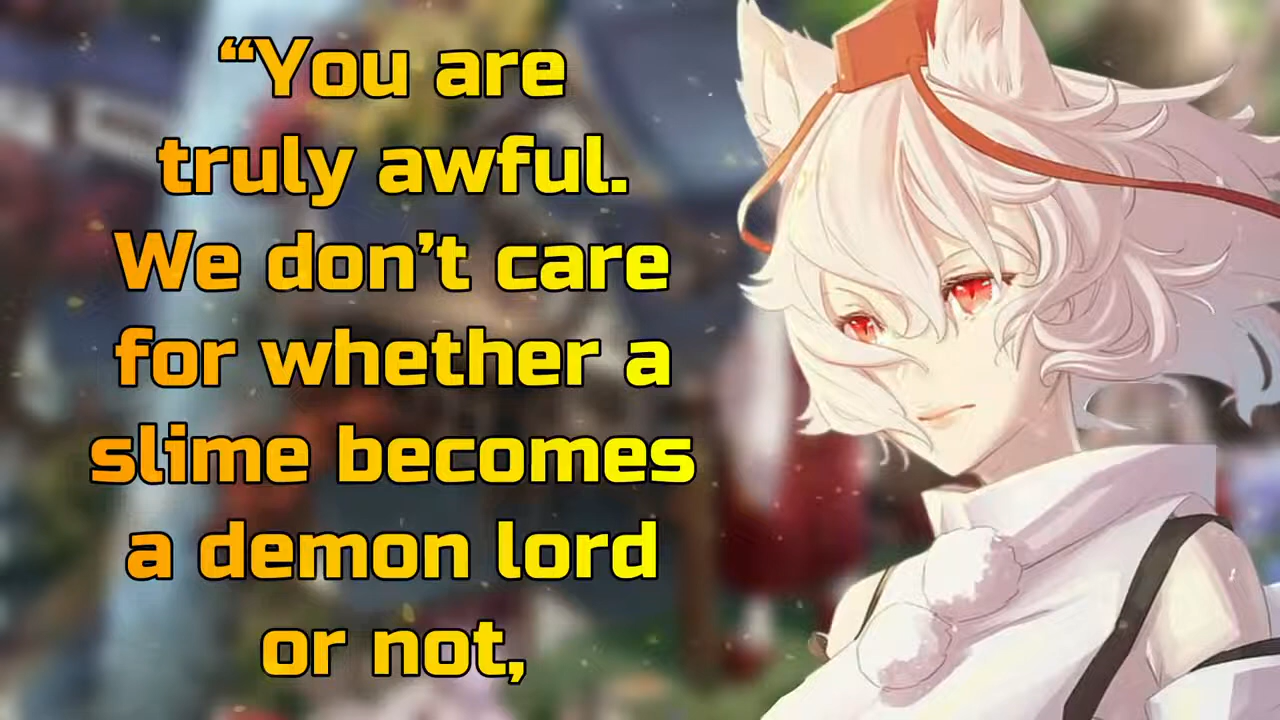 “You are
truly awful.
We don’t care
for whether a
slime becomes
a demon lord
or not,